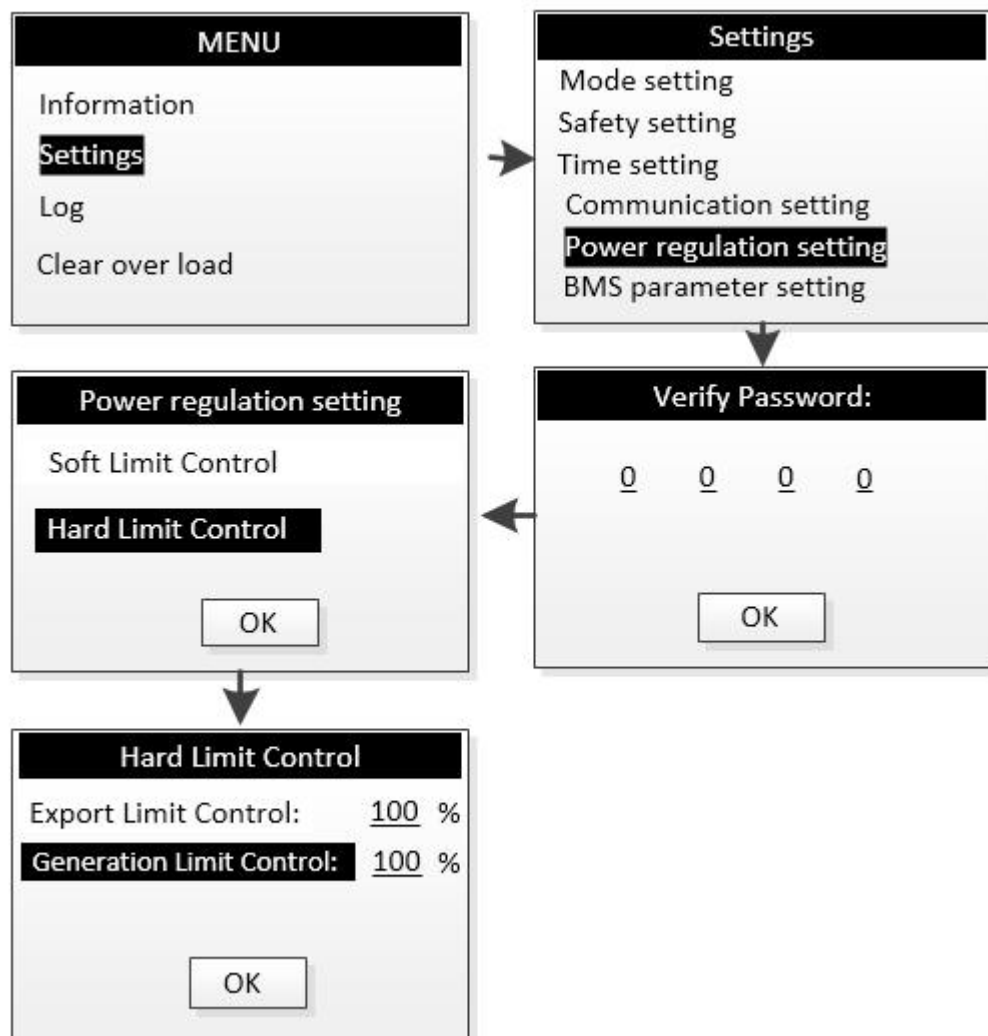 MENU
Information
Settings
Log
Clear over load
Settings
Mode setting
Safety setting
Time setting
Communication setting
Power regulation setting
BMS parameter setting
Verify Password:
0 0 0 0
OK
Power regulation setting
Soft Limit Control
Hard Limit Control
OK
Hard Limit Control
Export Limit Control: 100 %
Generation Limit Control: 100 %
OK